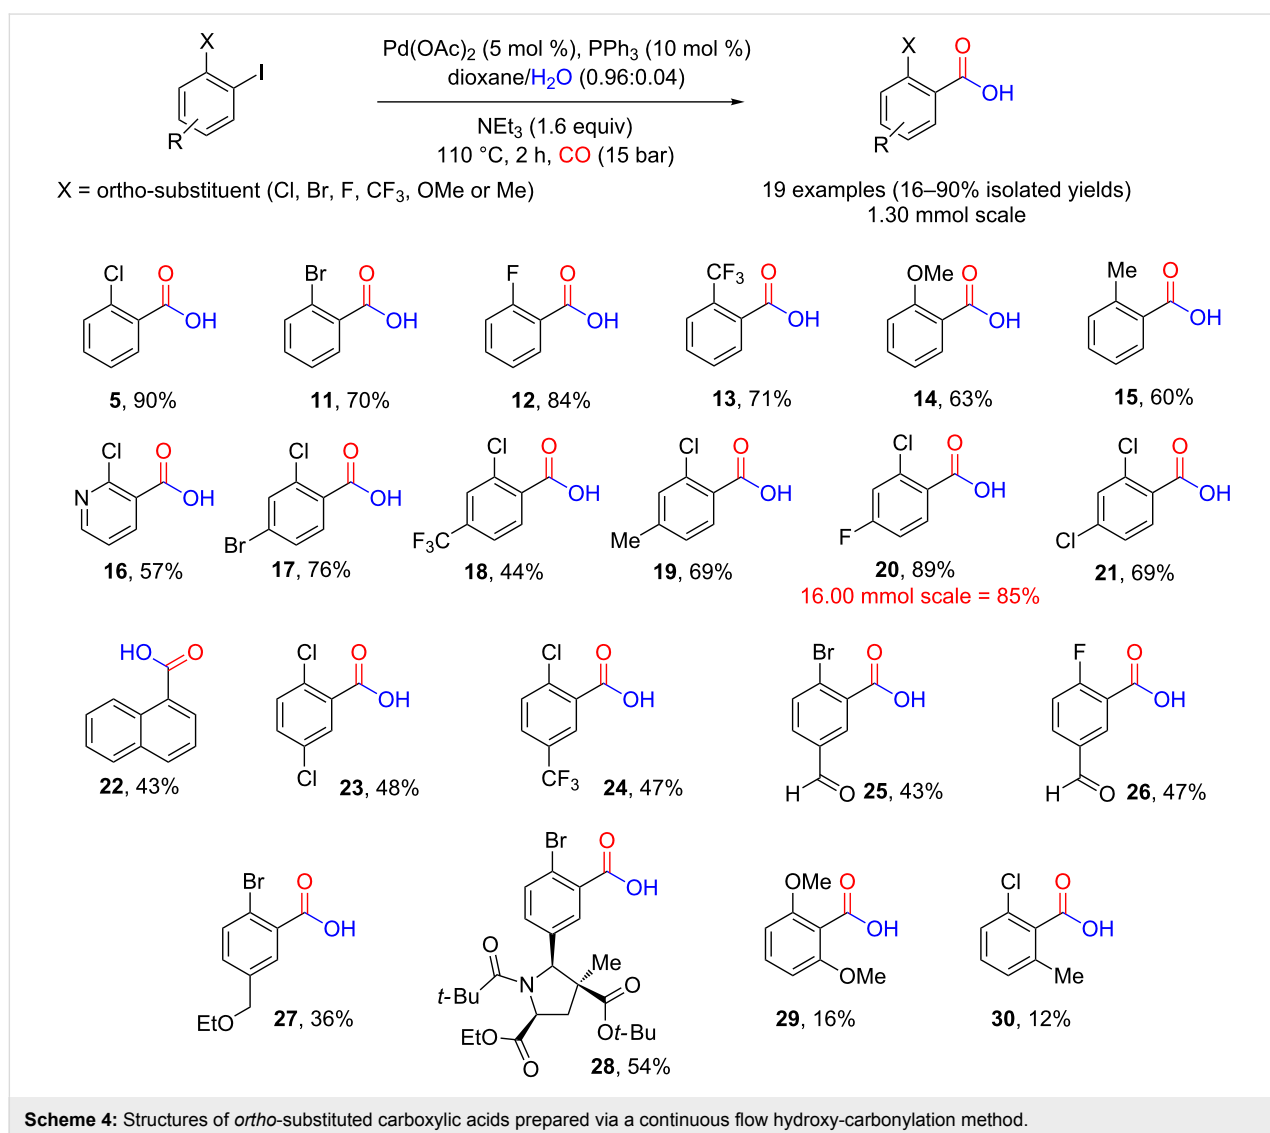 X
I
R
Pd(OAc)2 (5 mol %), PPh3 (10 mol %)
dioxane/H2O (0.96:0.04)
NEt3 (1.6 equiv)
110 °C, 2 h, CO (15 bar)
X O
OH
R
X = ortho-substituent (Cl, Br, F, CF3, OMe or Me)
19 examples (16–90% isolated yields)
1.30 mmol scale
Cl O OH
5, 90%
Br O OH
11, 70%
F O OH
12, 84%
CF3 O OH
13, 71%
OMe O OH
14, 63%
Me O OH
15, 60%
Cl O N OH
16, 57%
Cl O OH Br
17, 76%
Cl O OH F3C
18, 44%
Cl O OH Me
19, 69%
Cl O OH F
20, 89%
16.00 mmol scale = 85%
Cl O OH Cl
21, 69%
HO O
22, 43%
Cl O OH Cl
23, 48%
Cl O OH CF3
24, 47%
Br O OH H O
25, 43%
F O OH H O
26, 47%
Br O OH EtO
27, 36%
Br O OH
O Me
t-Bu N O
EtO Ot-Bu
O
28, 54%
OMe O OH OMe
29, 16%
Cl O OH Me
30, 12%
Scheme 4: Structures of ortho-substituted carboxylic acids prepared via a continuous flow hydroxy-carbonylation method.